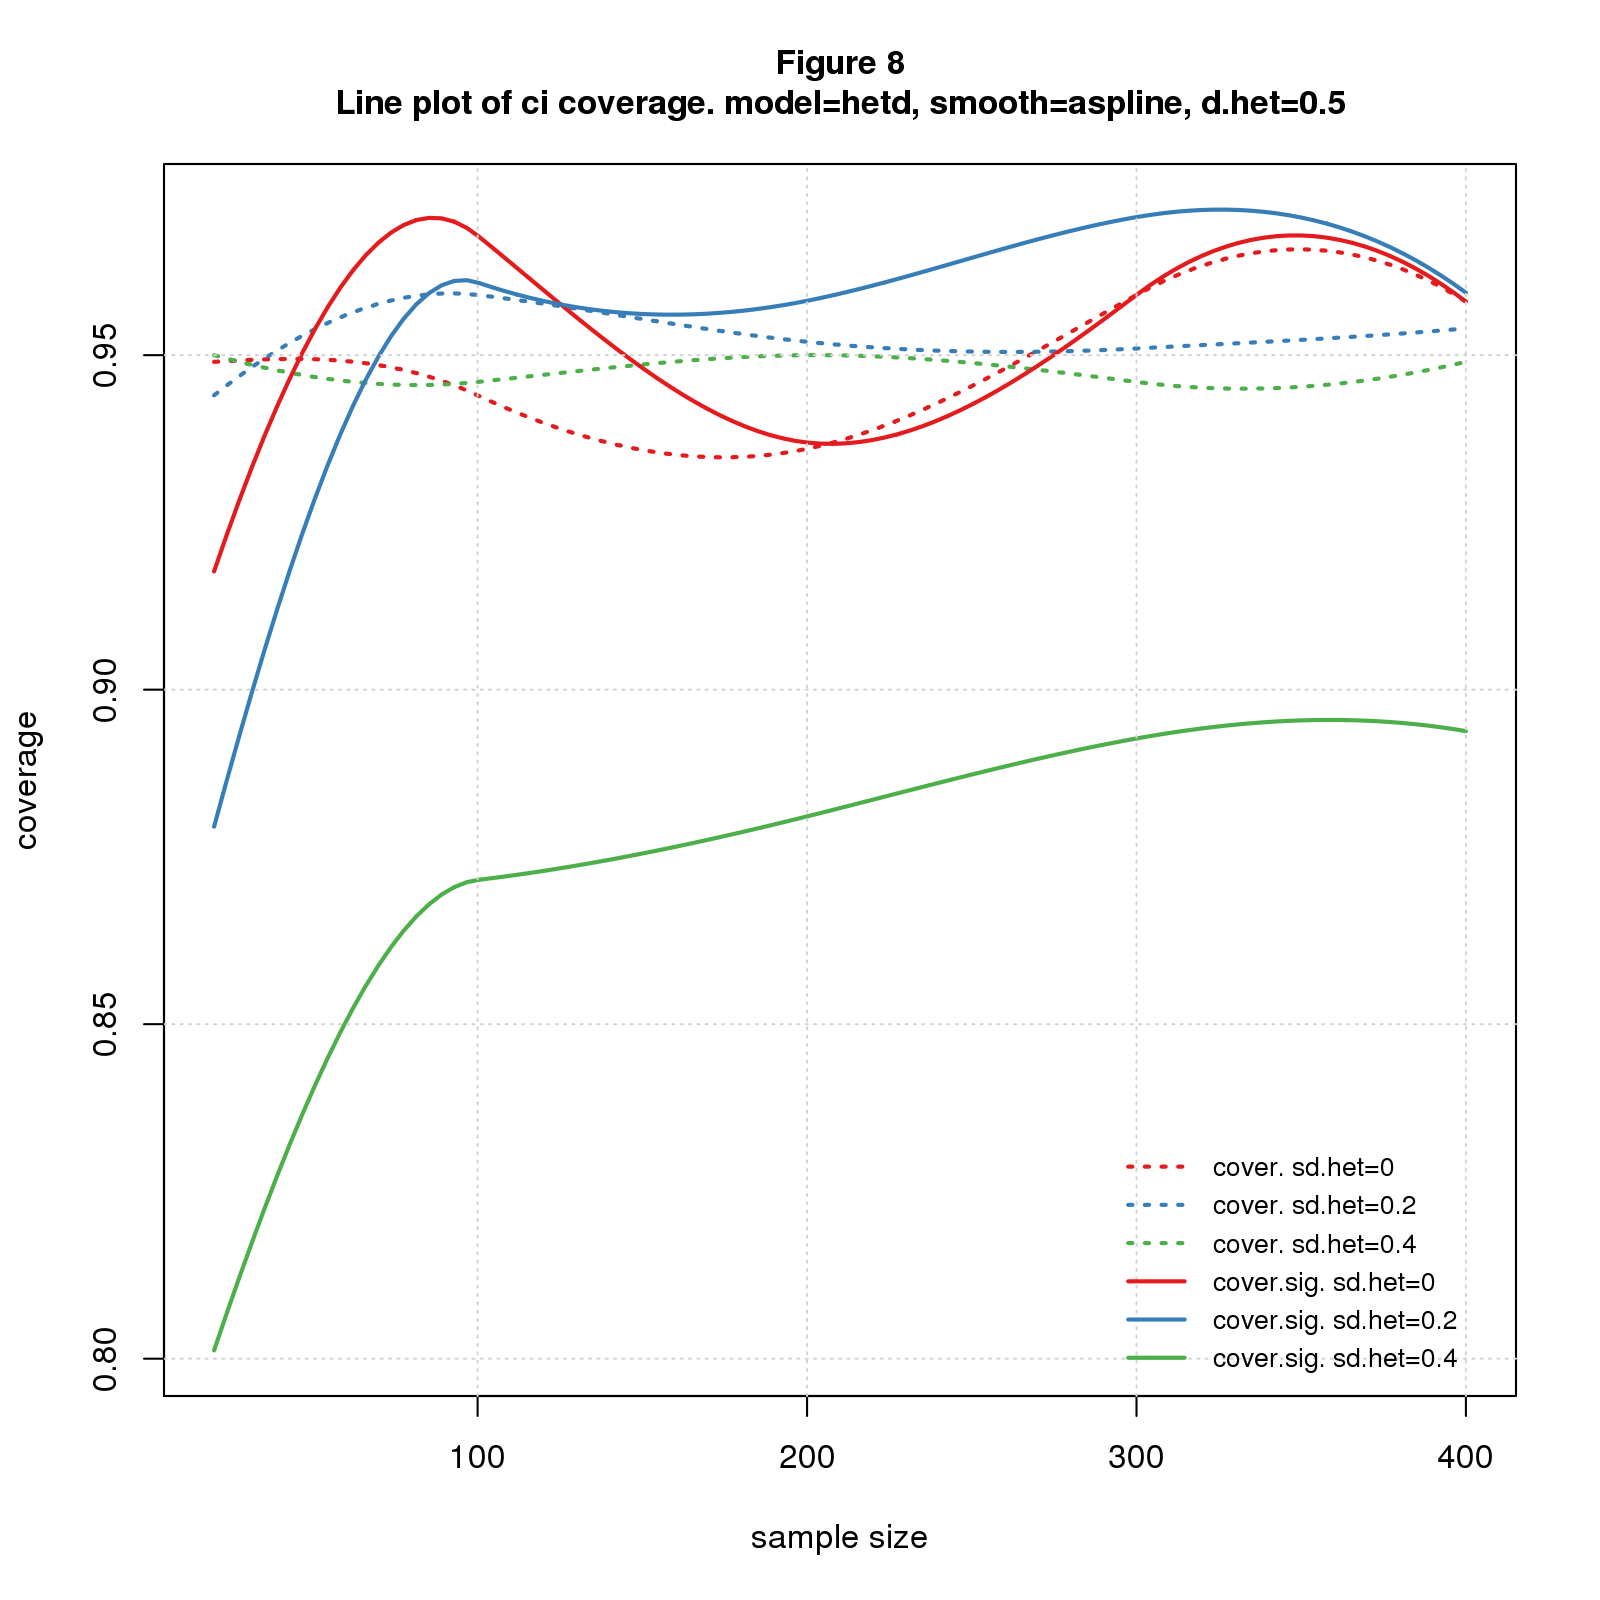 Figure 8
Line plot of ci coverage. model=hetd, smooth=aspline, d.het=0.5
coverage
0.95
0.90
0.85
0.80
cover. sd.het=0
cover. sd.het=0.2
cover. sd.het=0.4
cover.sig. sd.het=0
cover.sig. sd.het=0.2
cover.sig. sd.het=0.4
100
200
300
400
sample size